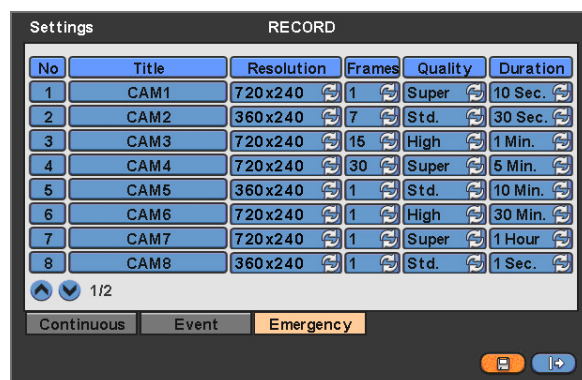 Settings RECORD
No Title Resolution Frames Quality Duration
1 CAM1 720x240 1 Super 10 Sec.
2 CAM2 360x240 7 Std. 30 Sec.
3 CAM3 720x240 15 High 1 Min.
4 CAM4 720x240 30 Super 5 Min.
5 CAM5 360x240 1 Std. 10 Min.
6 CAM6 720x240 1 High 30 Min.
7 CAM7 720x240 1 Super 1 Hour
8 CAM8 360x240 1 Std. 1 Sec.
1/2
Continuous Event Emergency